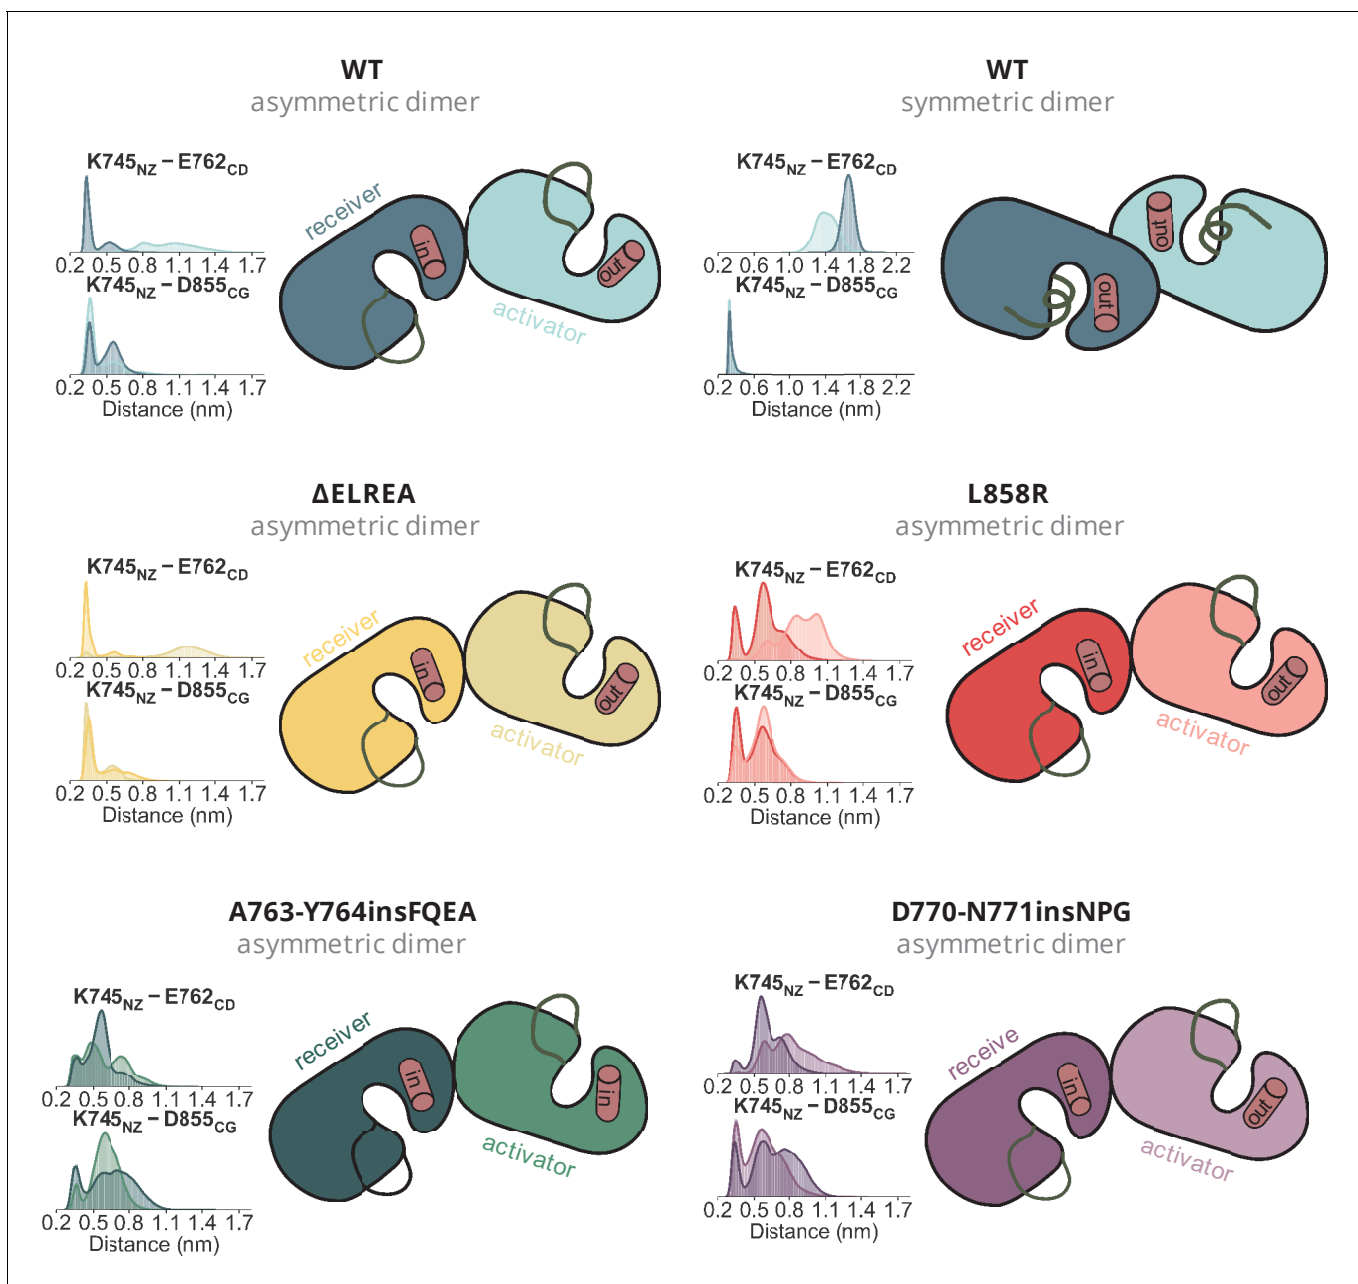 WT
asymmetric dimer
K745NZ – E762CD
0.2 0.5 0.8 1.1 1.4 1.7
K745NZ – D855CG
0.2 0.5 0.8 1.1 1.4 1.7
Distance (nm)
receiver
in
out
activator
WT
symmetric dimer
K745NZ – E762CD
0.2 0.6 1.0 1.4 1.8 2.2
K745NZ – D855CG
0.2 0.6 1.0 1.4 1.8 2.2
Distance (nm)
out
out
ΔELREA
asymmetric dimer
K745NZ – E762CD
0.2 0.5 0.8 1.1 1.4 1.7
K745NZ – D855CG
0.2 0.5 0.8 1.1 1.4 1.7
Distance (nm)
receiver
in
out
activator
L858R
asymmetric dimer
K745NZ – E762CD
0.2 0.5 0.8 1.1 1.4 1.7
K745NZ – D855CG
0.2 0.5 0.8 1.1 1.4 1.7
Distance (nm)
receiver
in
out
activator
A763-Y764insFQEA
asymmetric dimer
K745NZ – E762CD
0.2 0.5 0.8 1.1 1.4 1.7
K745NZ – D855CG
0.2 0.5 0.8 1.1 1.4 1.7
Distance (nm)
receiver
in
in
activator
D770-N771insNPG
asymmetric dimer
K745NZ – E762CD
0.2 0.5 0.8 1.1 1.4 1.7
K745NZ – D855CG
0.2 0.5 0.8 1.1 1.4 1.7
Distance (nm)
receive
in
out
activator